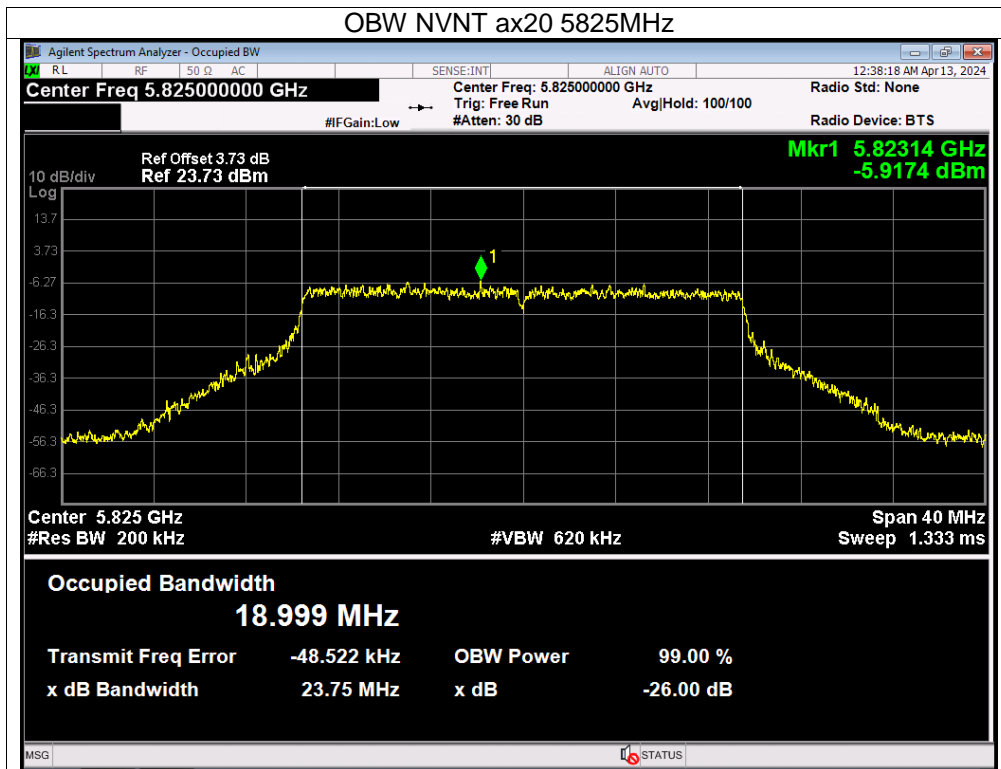 OBW NVNT ax20 5825MHz
Agilent Spectrum Analyzer - Occupied BW
LXI RL RF 50 Ω AC SENSE:INT ALIGN AUTO 12:38:18 AM Apr 13, 2024
Center Freq 5.825000000 GHz Center Freq: 5.825000000 GHz Radio Std: None
Trig: Free Run Avg|Hold: 100/100
#IFGain:Low #Atten: 30 dB Radio Device: BTS
Mkr1 5.82314 GHz
Ref Offset 3.73 dB
10 dB/div Ref 23.73 dBm -5.9174 dBm
Log
13.7
3.73
1
-6.27
-16.3
-26.3
-36.3
-46.3
-56.3
-66.3
Center 5.825 GHz Span 40 MHz
#Res BW 200 kHz #VBW 620 kHz Sweep 1.333 ms
Occupied Bandwidth
18.999 MHz
Transmit Freq Error -48.522 kHz OBW Power 99.00 %
x dB Bandwidth 23.75 MHz x dB -26.00 dB
MSG STATUS